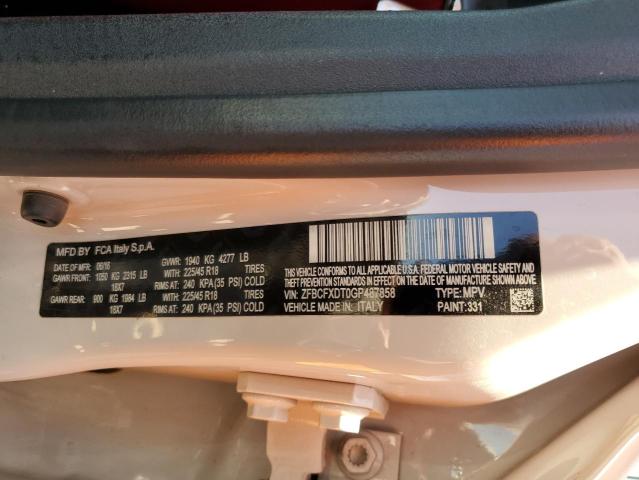 MFD BY FCA Italy S.p.A.
DATE OF MFR: 06/16 GVWR: 1940 KG 4277 LB
GAWR FRONT: 1050 KG 2315 LB WITH 225/45 R18 TIRES
18X7 RIMS AT: 240 KPA(35 PSI) COLD
GAWR REAR: 900 KG 1984 LB WITH 225/45 R18 TIRES
18X7 RIMS AT: 240 KPA(35 PSI) COLD
THIS VEHICLE CONFORMS TO ALL APPLICABLE U.S.A. FEDERAL MOTOR VEHICLE SAFETY, BUMPER, AND
THEFT PREVENTION STANDARDS IN EFFECT ON THE DATE OF MANUFACTURE SHOWN ABOVE
VIN: ZFBCFXDT0GP487858 TYPE: MPV
VEHICLE MADE IN: ITALY PAINT: 331